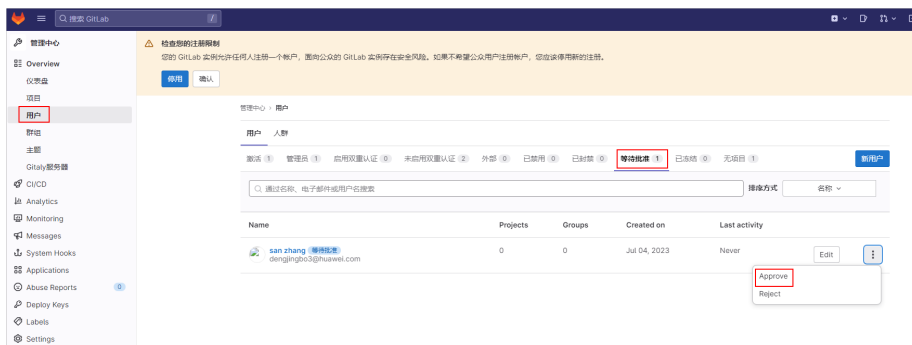 搜索 GitLab /
管理中心
Overview
仪表盘
项目
用户
群组
主题
Gitaly服务器
CI/CD
Analytics
Monitoring
Messages
System Hooks
Applications
Abuse Reports 0
Deploy Keys
Labels
Settings
检查您的注册限制
您的 GitLab 实例允许任何人注册一个帐户，面向公众的 GitLab 实例存在安全风险。如果不希望公众用户注册帐户，您应该停用新的注册。
停用 确认
管理中心 › 用户
用户 人群
激活 1 管理员 1 启用双重认证 0 未启用双重认证 2 外部 0 已禁用 0 已封禁 0 等待批准 1 已冻结 0 无项目 1 新用户
通过名称、电子邮件或用户名搜索 排序方式 名称
Name Projects Groups Created on Last activity
san zhang 等待批准 0 0 Jul 04, 2023 Never Edit
dengjingbo3@huawei.com
Approve
Reject